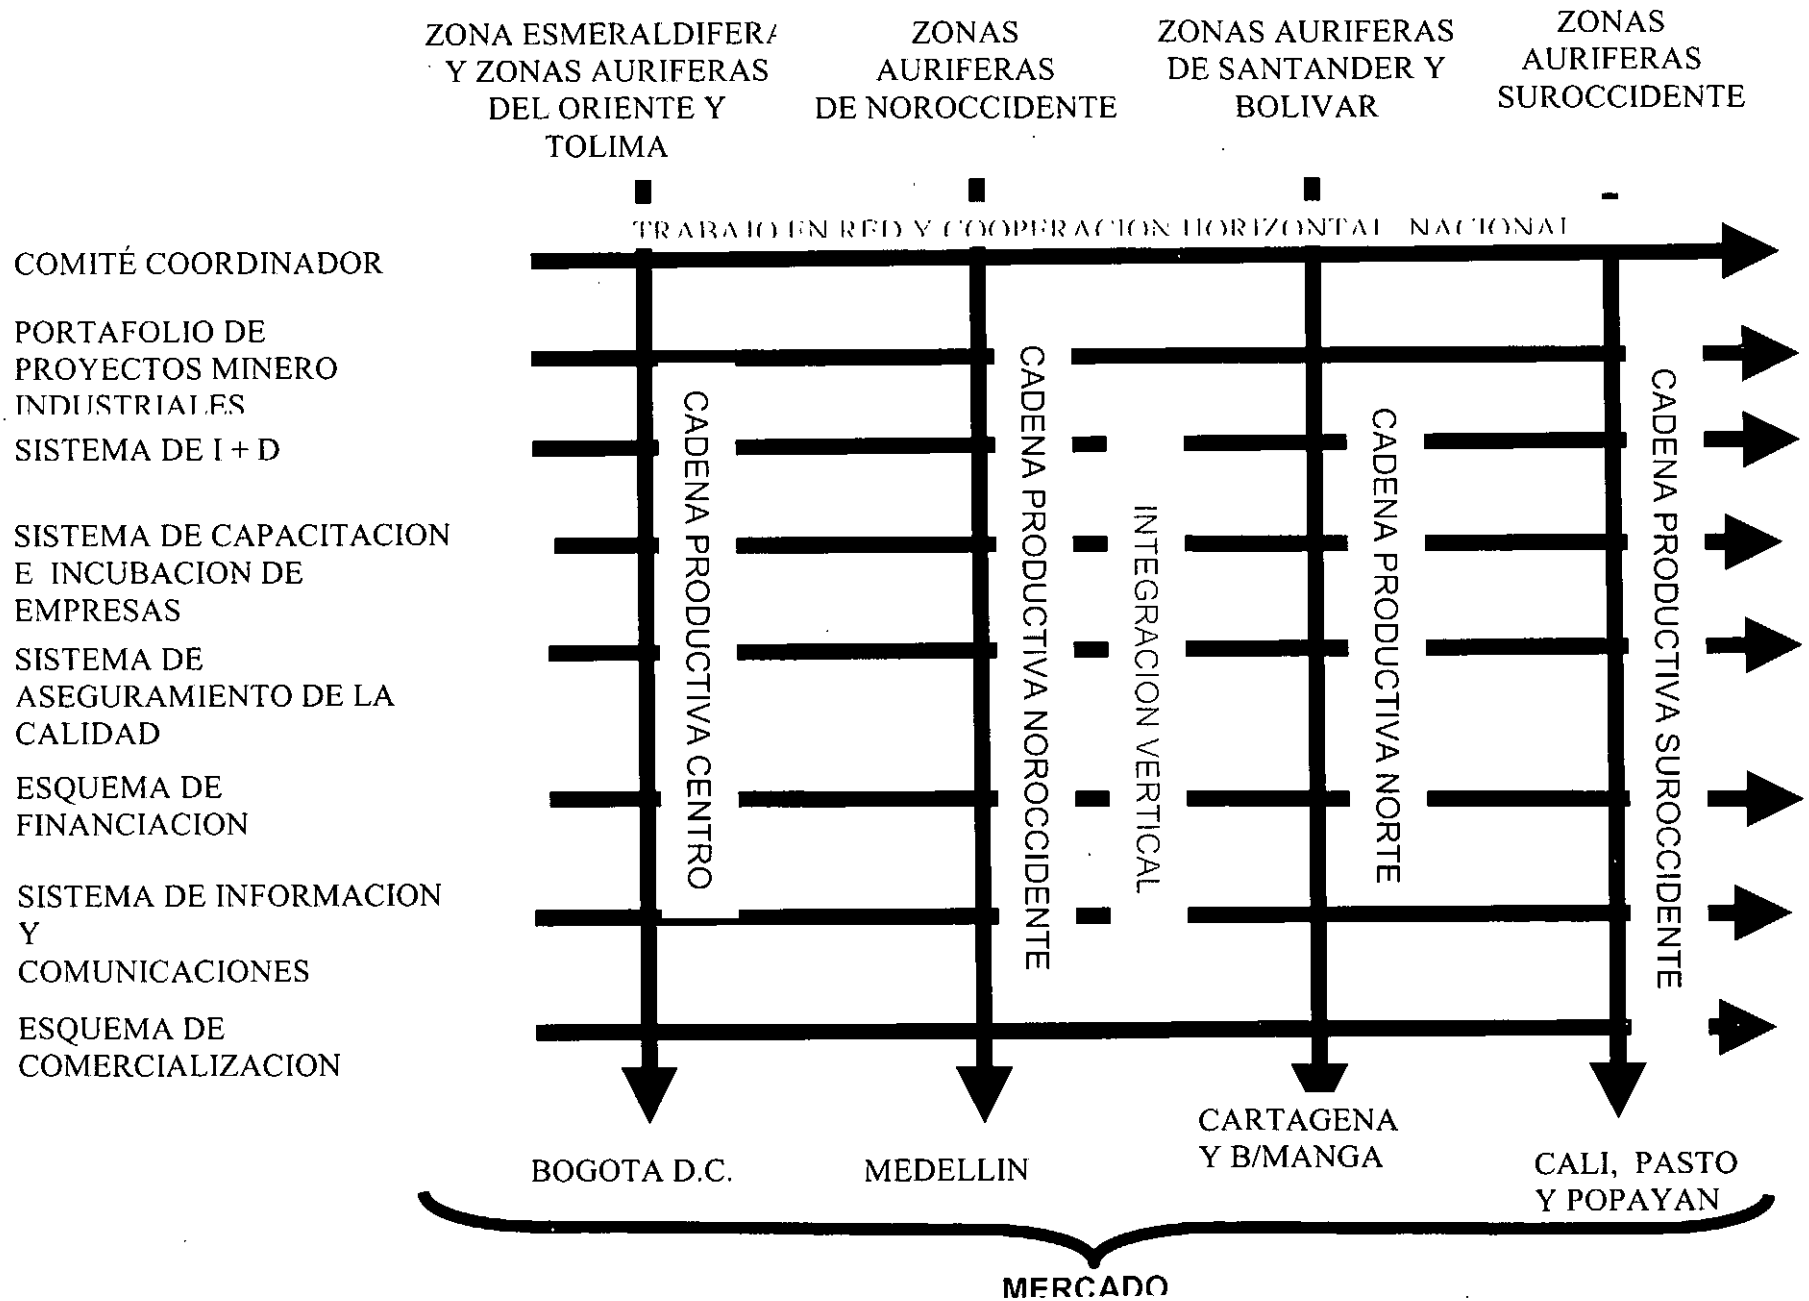 ZONA ESMERALDIFERA
Y ZONAS AURIFERAS
DEL ORIENTE Y
TOLIMA
ZONAS
AURIFERAS
DE NOROCCIDENTE
ZONAS AURIFERAS
DE SANTANDER Y
BOLIVAR
ZONAS
AURIFERAS
SUROCCIDENTE
TRABAJO EN RED Y COOPERACION HORIZONTAL NACIONAL
COMITÉ COORDINADOR
PORTAFOLIO DE
PROYECTOS MINERO
INDUSTRIALES
SISTEMA DE I + D
SISTEMA DE CAPACITACION
E INCUBACION DE
EMPRESAS
SISTEMA DE
ASEGURAMIENTO DE LA
CALIDAD
ESQUEMA DE
FINANCIACION
SISTEMA DE INFORMACION
Y
COMUNICACIONES
ESQUEMA DE
COMERCIALIZACION
CADENA PRODUCTIVA CENTRO
CADENA PRODUCTIVA NOROCCIDENTE
INTEGRACION VERTICAL
CADENA PRODUCTIVA NORTE
CADENA PRODUCTIVA SUROCCIDENTE
BOGOTA D.C.
MEDELLIN
CARTAGENA
Y B/MANGA
CALI, PASTO
Y POPAYAN
MERCADO